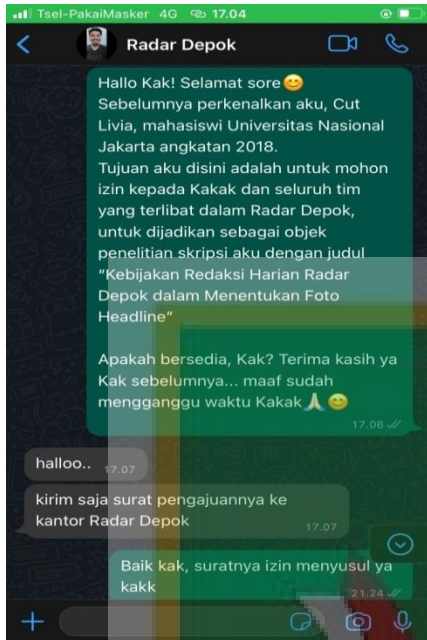 Tsel-PakaiMasker 4G 17.04
Radar Depok
Hallo Kak! Selamat sore😊
Sebelumnya perkenalkan aku, Cut
Livia, mahasiswi Universitas Nasional
Jakarta angkatan 2018.
Tujuan aku disini adalah untuk mohon
izin kepada Kakak dan seluruh tim
yang terlibat dalam Radar Depok,
untuk dijadikan sebagai objek
penelitian skripsi aku dengan judul
“Kebijakan Redaksi Harian Radar
Depok dalam Menentukan Foto
Headline”
Apakah bersedia, Kak? Terima kasih ya
Kak sebelumnya... maaf sudah
mengganggu waktu Kakak🙏😊
17.06
halloo.. 17.07
kirim saja surat pengajuannya ke
kantor Radar Depok
17.07
Baik kak, suratnya izin menyusul ya
kakk
21.24